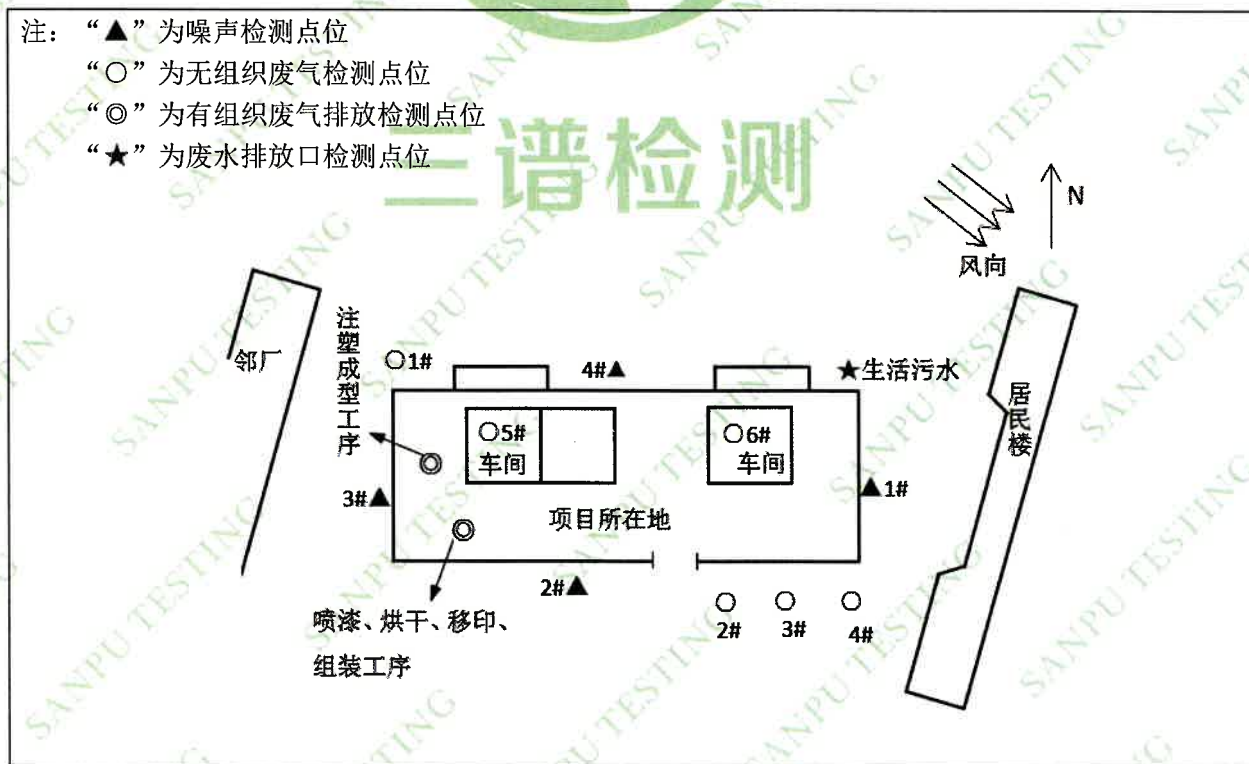 注：“▲”为噪声检测点位
“○”为无组织废气检测点位
“◎”为有组织废气排放检测点位
“★”为废水排放口检测点位
三谱检测
N
风向
邻厂
注塑成型工序
○1#
4#▲
★生活污水
居民楼
○5#
车间
○6#
车间
3#▲
▲1#
项目所在地
2#▲
2#
3#
4#
喷漆、烘干、移印、
组装工序
SANPU TESTING